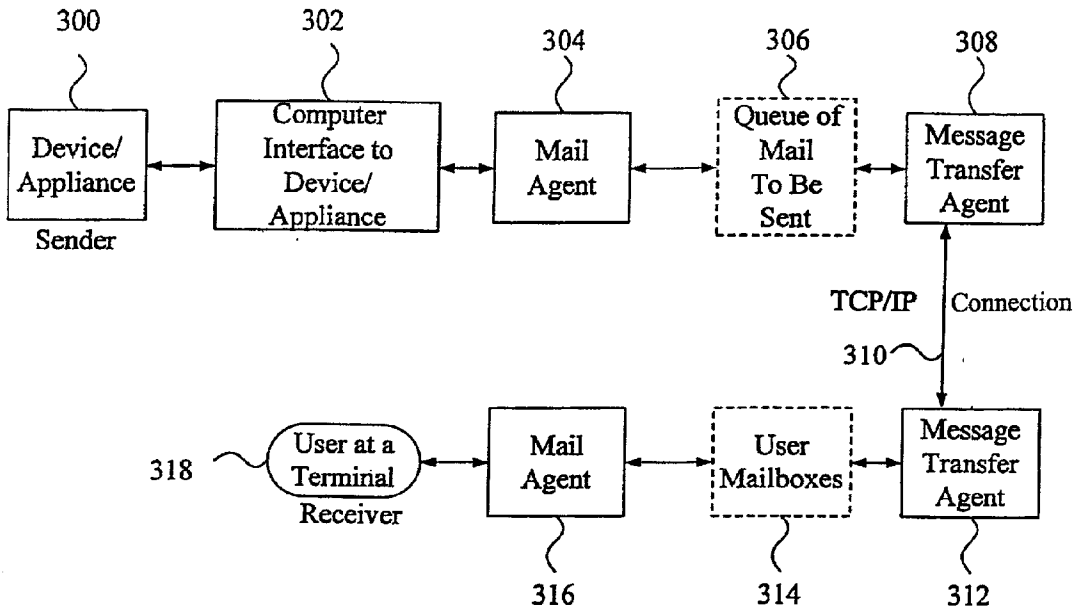 300
302
304
306
308
Device/
Appliance
Sender
Computer
Interface to
Device/
Appliance
Mail
Agent
Queue of
Mail
To Be
Sent
Message
Transfer
Agent
TCP/IP Connection
310
318
User at a
Terminal
Receiver
Mail
Agent
User
Mailboxes
Message
Transfer
Agent
316
314
312